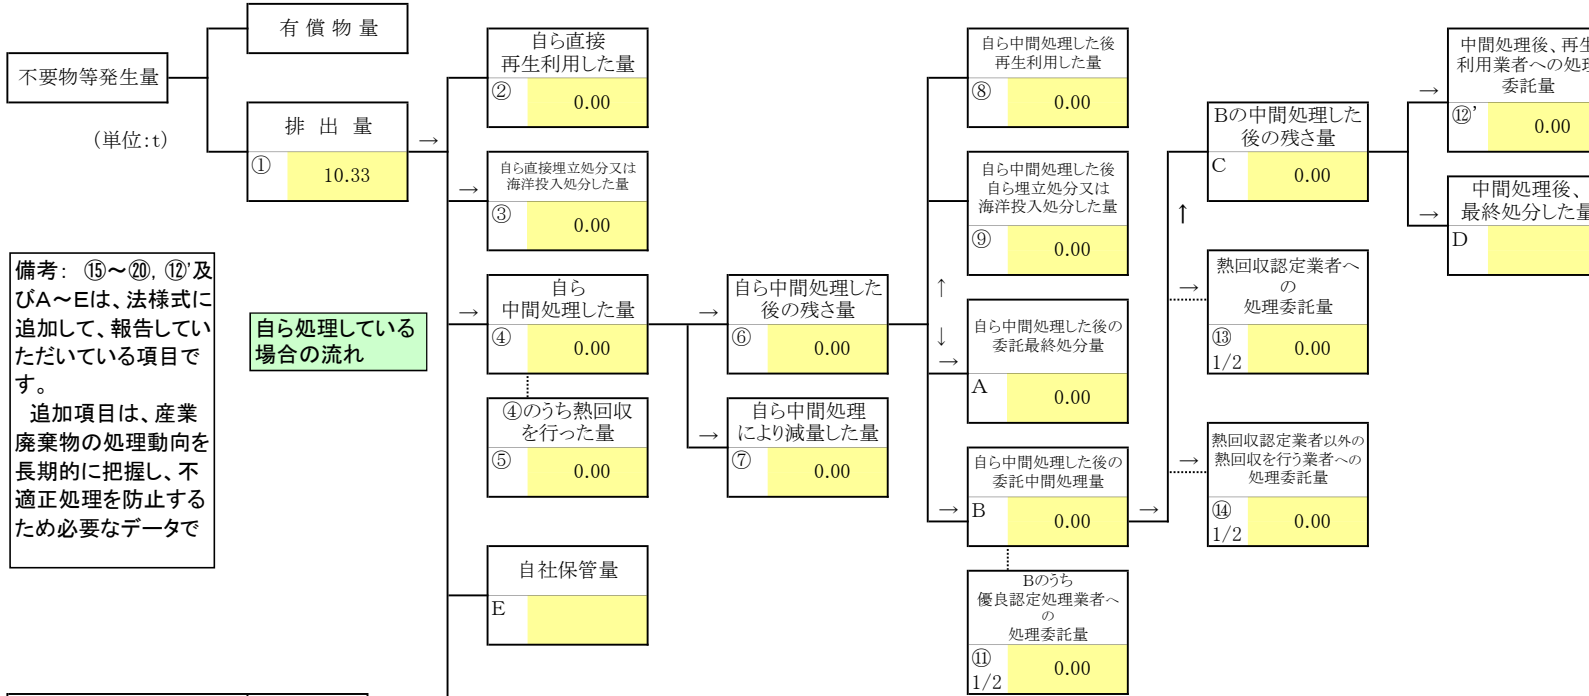 不要物等発生量
有 償 物 量
(単位:t)
排 出 量
①
10.33
→
備考： ⑮～⑳, ⑫'及
びA～Eは、法様式に
追加して、報告してい
ただいている項目で
す。
追加項目は、産業
廃棄物の処理動向を
長期的に把握し、不
適正処理を防止する
ため必要なデータで
自ら処理している
場合の流れ
自ら直接
再生利用した量
②
0.00
→
自ら直接埋立処分又は
海洋投入処分した量
③
0.00
→
自ら
中間処理した量
④
0.00
④のうち熱回収
を行った量
⑤
0.00
自社保管量
E
→
自ら中間処理した
後の残さ量
⑥
0.00
→
自ら中間処理
により減量した量
⑦
0.00
自ら中間処理した後
再生利用した量
⑧
0.00
自ら中間処理した後
自ら埋立処分又は
海洋投入処分した量
⑨
0.00
↑
↓
→
自ら中間処理した後の
委託最終処分量
A
0.00
→
自ら中間処理した後の
委託中間処理量
B
0.00
→
Bのうち
優良認定処理業者へ
の
処理委託量
⑪
1/2
0.00
Bの中間処理した
後の残さ量
C
0.00
↑
→
熱回収認定業者へ
の
処理委託量
⑬
1/2
0.00
→
熱回収認定業者以外の
熱回収を行う業者への
処理委託量
⑭
1/2
0.00
→
中間処理後、再生
利用業者への処理
委託量
⑫'
0.00
→
中間処理後、
最終処分した量
D